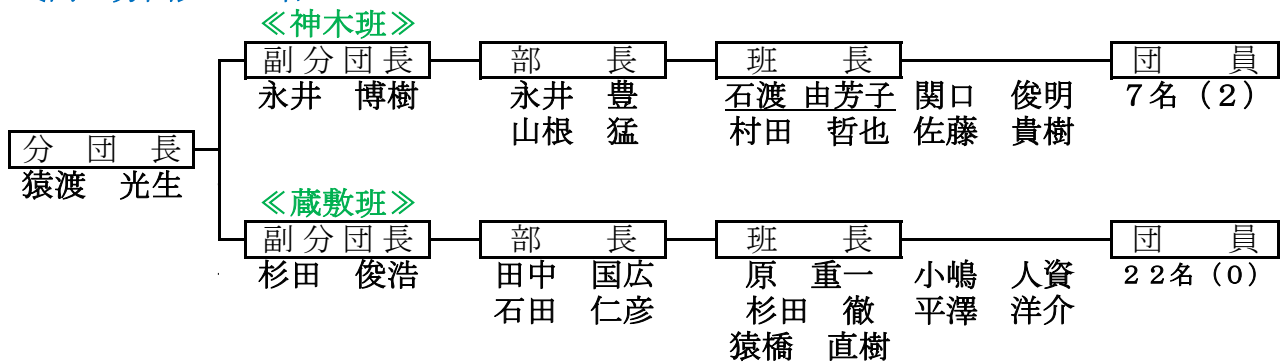 ≪神木班≫
副分団長 部長 班長 団員
永井 博樹 永井 豊 石渡 由芳子 関口 俊明 7名（2）
山根 猛 村田 哲也 佐藤 貴樹
分団長
猿渡 光生
≪蔵敷班≫
副分団長 部長 班長 団員
杉田 俊浩 田中 国広 原 重一 小嶋 人資 22名（0）
石田 仁彦 杉田 徹 平澤 洋介
猿橋 直樹